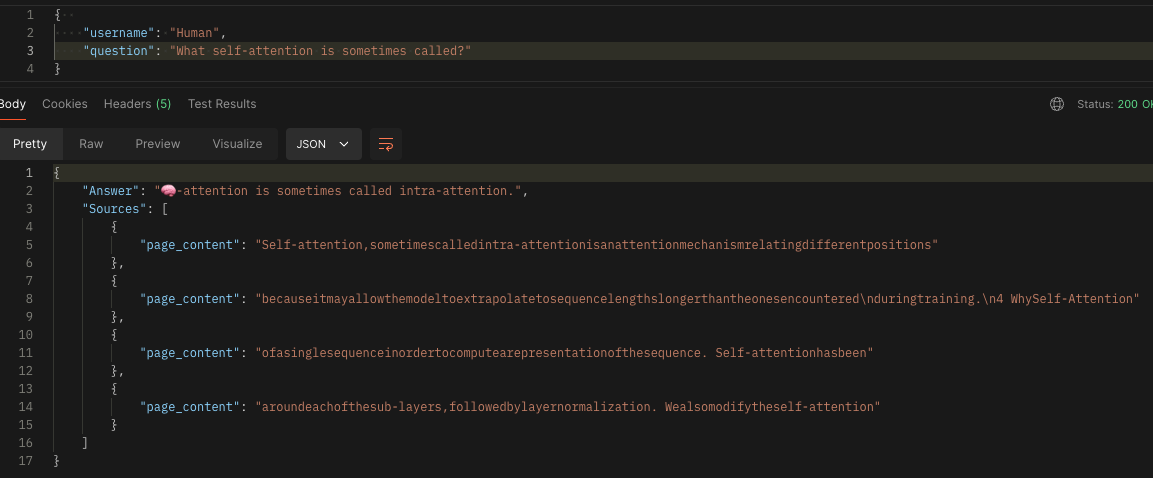 1 {
2 "username": "Human",
3 "question": "What self-attention is sometimes called?"
4 }
Body Cookies Headers (5) Test Results Status: 200 OK
Pretty Raw Preview Visualize JSON
1 {
2 "Answer": "🧠-attention is sometimes called intra-attention.",
3 "Sources": [
4 {
5 "page_content": "Self-attention,sometimescalledintra-attentionisanattentionmechanismrelatingdifferentpositions"
6 },
7 {
8 "page_content": "becauseitmayallowthemodeltoextrapolatetosequencelengthslongerthantheonesencountered\nduringtraining.\n4 WhySelf-Attention"
9 },
10 {
11 "page_content": "ofasinglesequenceinordertocomputearepresentationofthesequence. Self-attentionhasbeen"
12 },
13 {
14 "page_content": "aroundeachofthesub-layers,followedbylayernormalization. Wealsomodifytheself-attention"
15 }
16 ]
17 }